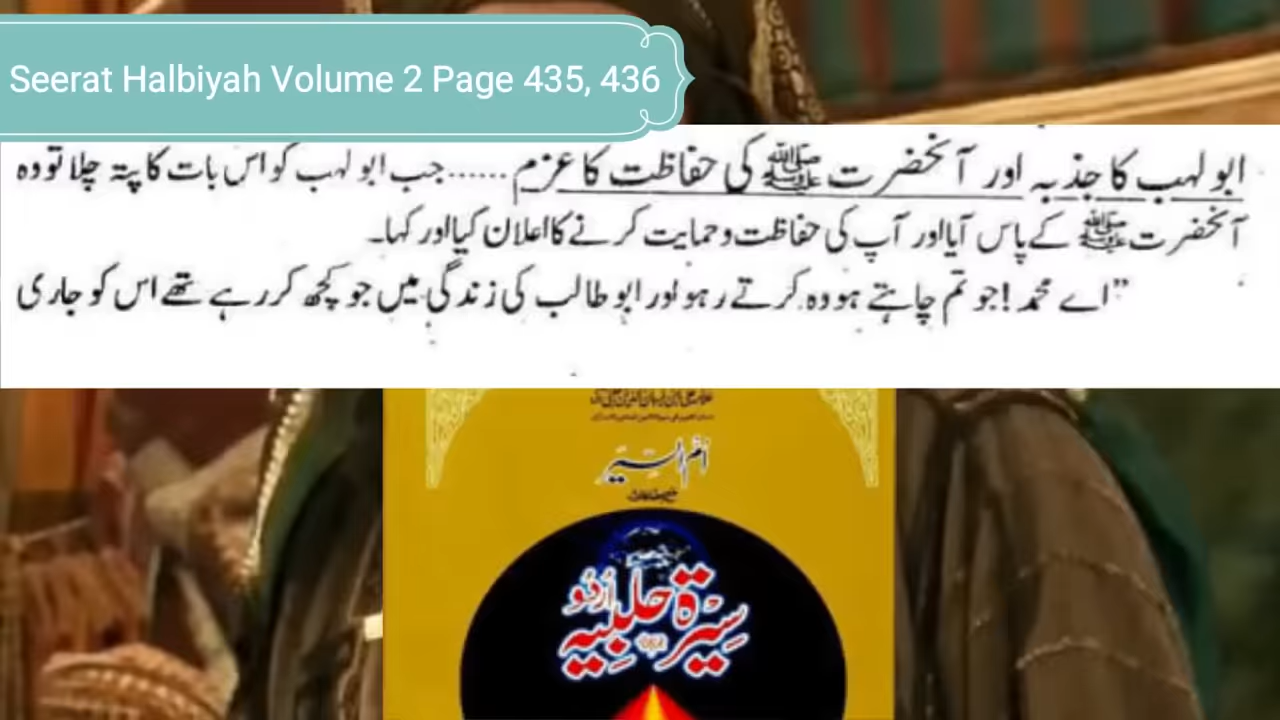 Seerat Halbiyah Volume 2 Page 435, 436
ابو لہب کا جذبہ اور آنحضرت ﷺ کی حفاظت کا عزم ......جب ابو لہب کو اس بات کا پتہ چلا تو وہ
آنحضرت ﷺ کے پاس آیا اور آپ کی حفاظت و حمایت کرنے کا اعلان کیا اور کہا۔
"اے محمد! جو تم چاہتے ہو وہ کرتے رہو اور ابو طالب کی زندگی میں جو کچھ کر رہے تھے اس کو جاری
اُمُّ السِّیَر
سِیْرۃ حَلَبِیَہ اُردُو